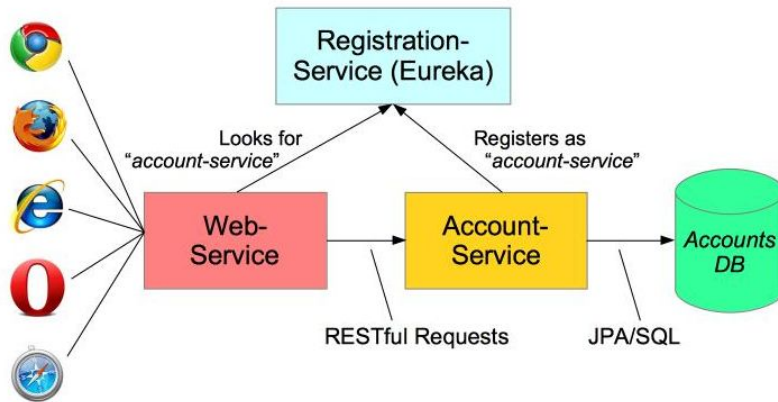 Registration-
Service (Eureka)
Looks for
“account-service”
Registers as
“account-service”
Web-
Service
Account-
Service
Accounts
DB
RESTful Requests
JPA/SQL